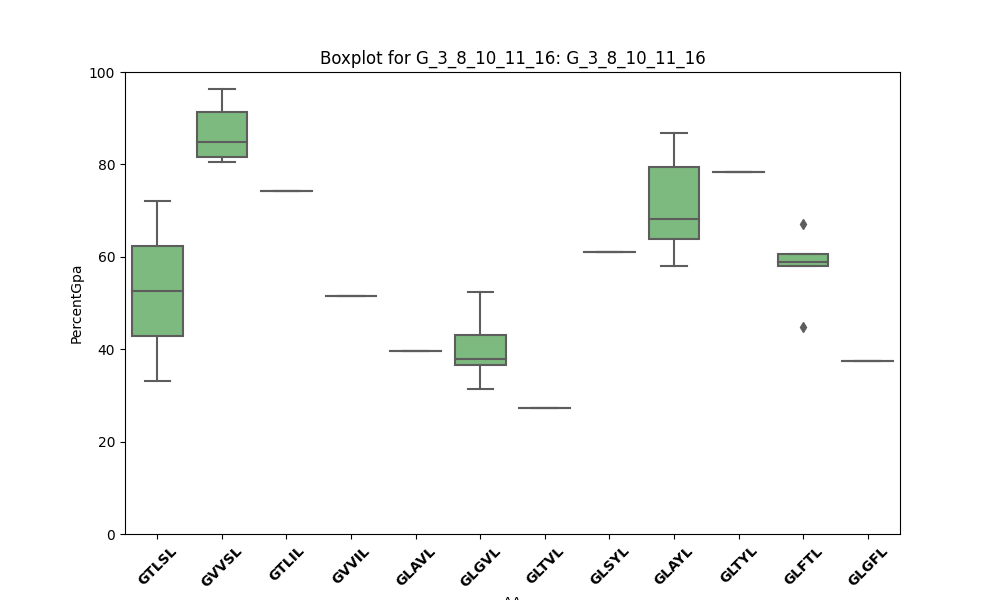 Boxplot for G_3_8_10_11_16: G_3_8_10_11_16
100
80
60
40
20
0
PercentGpa
GTLSL
GVVSL
GTLIL
GVVIL
GLAVL
GLGVL
GLTVL
GLSYL
GLAYL
GLTYL
GLFTL
GLGFL